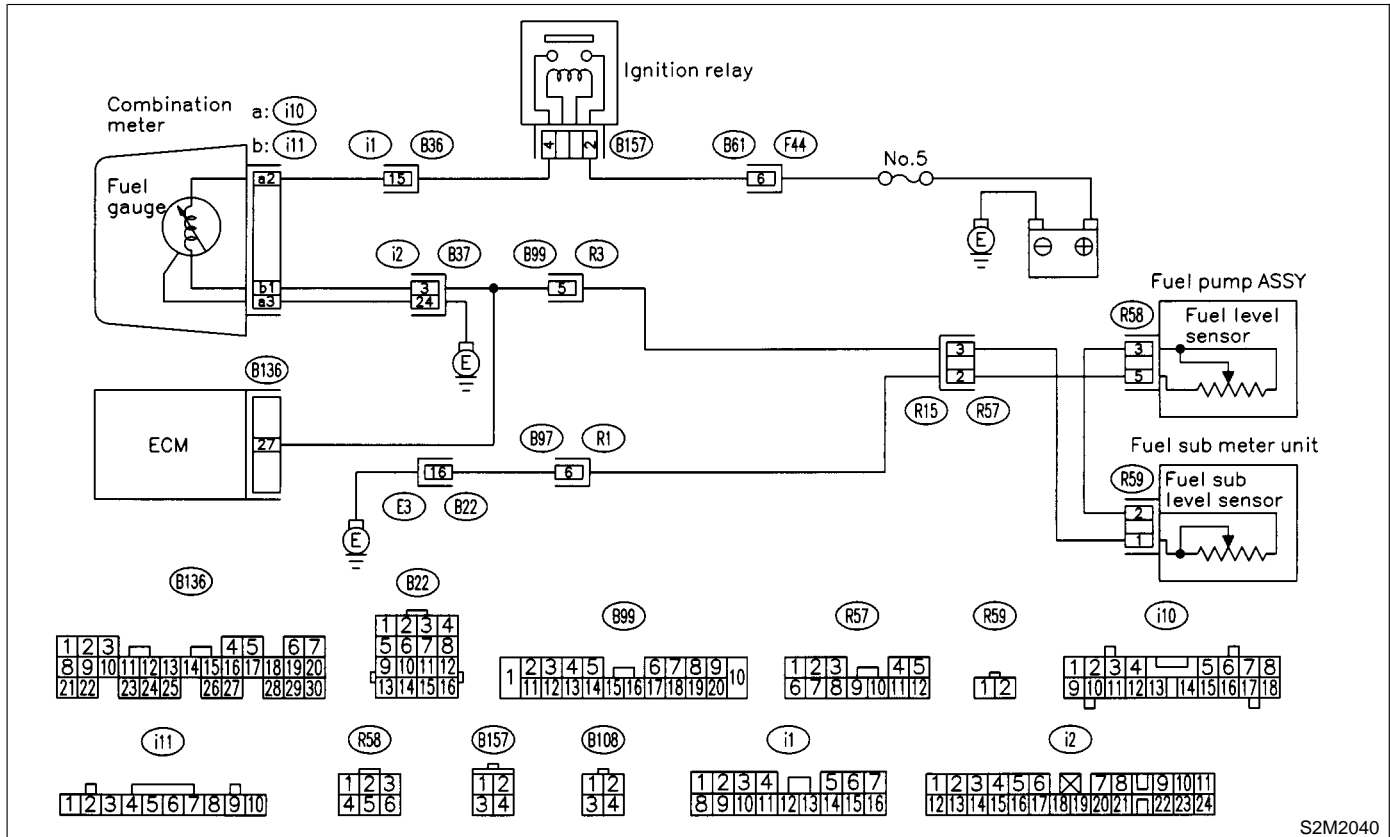 Ignition relay
Combination meter
a: i10
b: i11
i1 B36
4 2 B157
B61 F44
No.5
Fuel gauge
a2 15 6
E
⊖ ⊕
i2 B37 B99 R3
b1 3 5
a3 24
E
Fuel pump ASSY
R58
Fuel level sensor
3 3
2 5
R15 R57
B136
ECM
27
B97 R1
16 6
E3 B22
E
Fuel sub meter unit
R59
Fuel sub level sensor
2
1
B136
1 2 3 4 5 6 7
8 9 10 11 12 13 14 15 16 17 18 19 20
21 22 23 24 25 26 27 28 29 30
B22
1 2 3 4
5 6 7 8
9 10 11 12
13 14 15 16
B99
1 2 3 4 5 6 7 8 9 10
11 12 13 14 15 16 17 18 19 20
R57
1 2 3 4 5
6 7 8 9 10 11 12
R59
1 2
i10
1 2 3 4 5 6 7 8
9 10 11 12 13 14 15 16 17 18
i11
1 2 3 4 5 6 7 8 9 10
R58
1 2 3
4 5 6
B157
1 2
3 4
B108
1 2
3 4
i1
1 2 3 4 5 6 7
8 9 10 11 12 13 14 15 16
i2
1 2 3 4 5 6 7 8 9 10 11
12 13 14 15 16 17 18 19 20 21 22 23 24
S2M2040